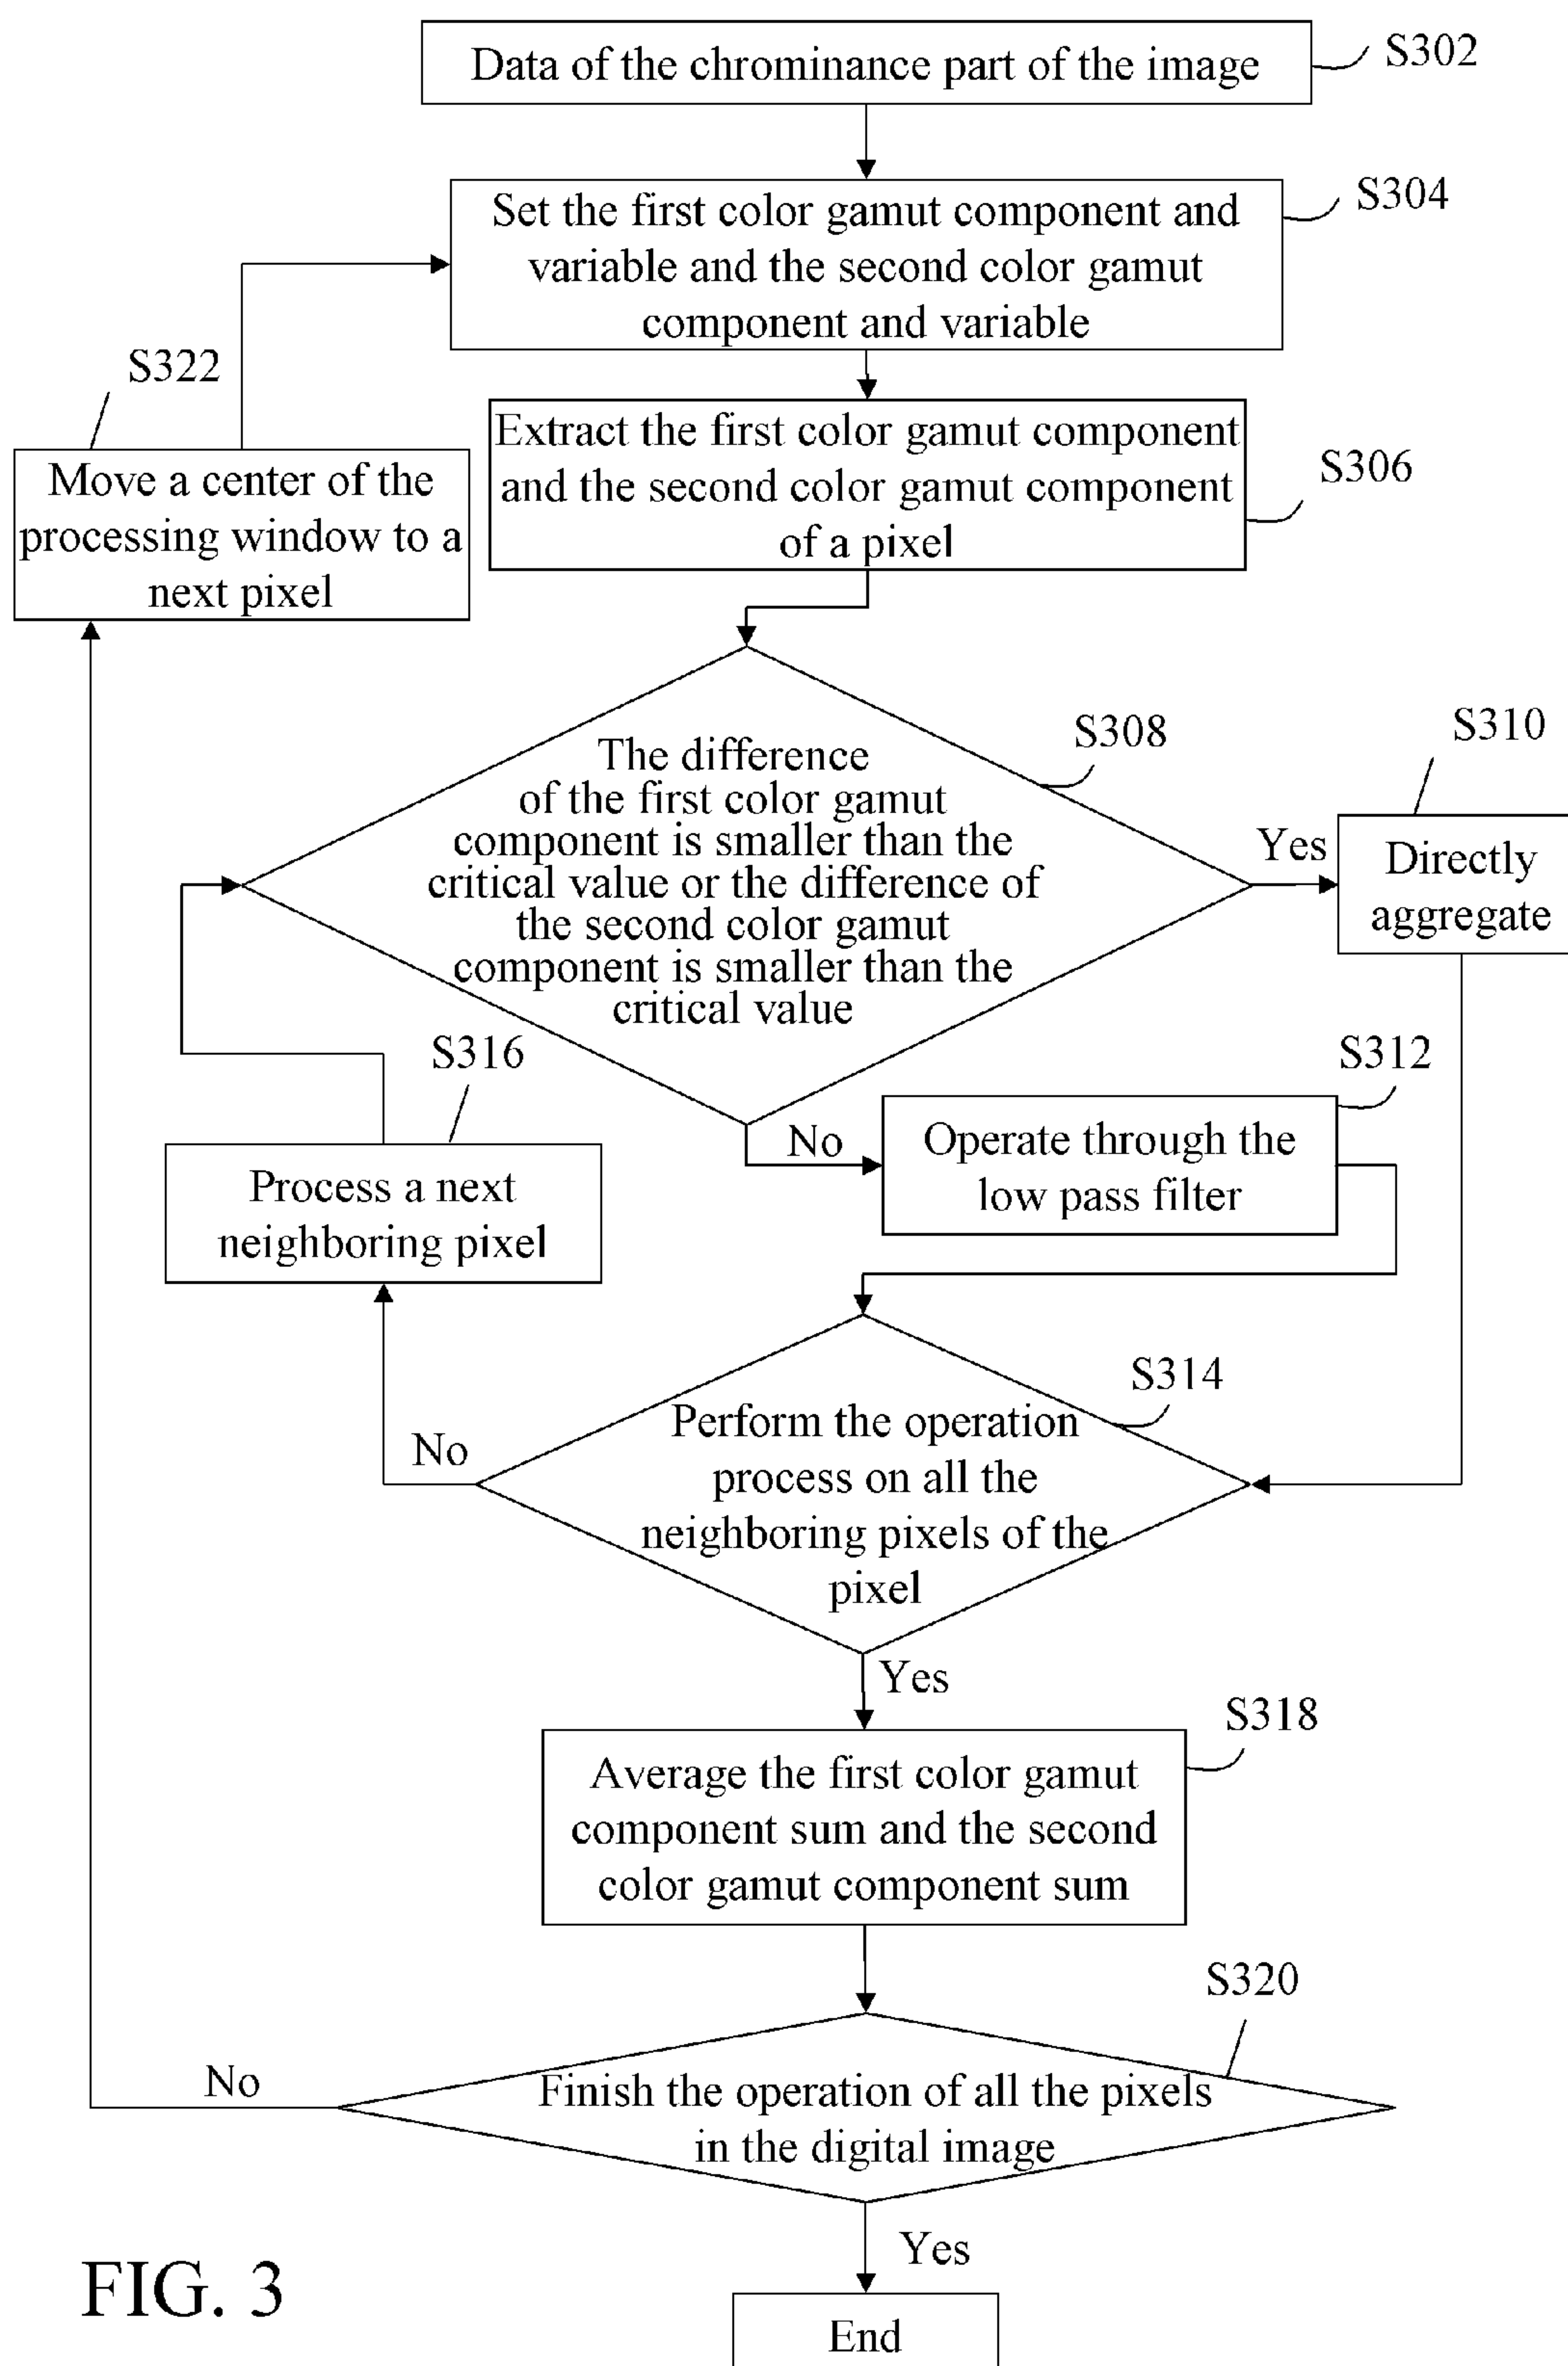 Data of the chrominance part of the image
S302
Set the first color gamut component and
variable and the second color gamut
component and variable
S304
S322
Move a center of the
processing window to a
next pixel
Extract the first color gamut component
and the second color gamut component
of a pixel
S306
The difference
of the first color gamut
component is smaller than the
critical value or the difference of
the second color gamut
component is smaller than the
critical value
S308
Yes
S310
Directly
aggregate
S316
Process a next
neighboring pixel
No
S312
Operate through the
low pass filter
S314
Perform the operation
process on all the
neighboring pixels of the
pixel
No
Yes
S318
Average the first color gamut
component sum and the second
color gamut component sum
S320
Finish the operation of all the pixels
in the digital image
No
Yes
End
FIG. 3